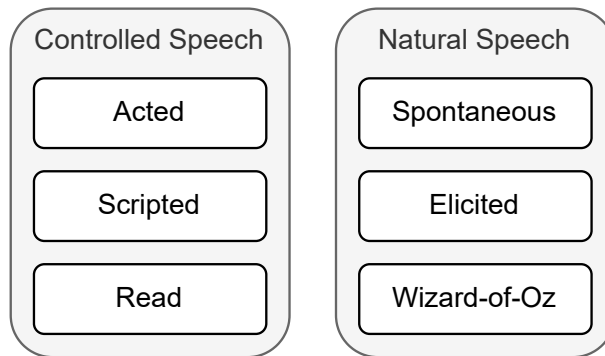 Controlled Speech
Acted
Scripted
Read
Natural Speech
Spontaneous
Elicited
Wizard-of-Oz